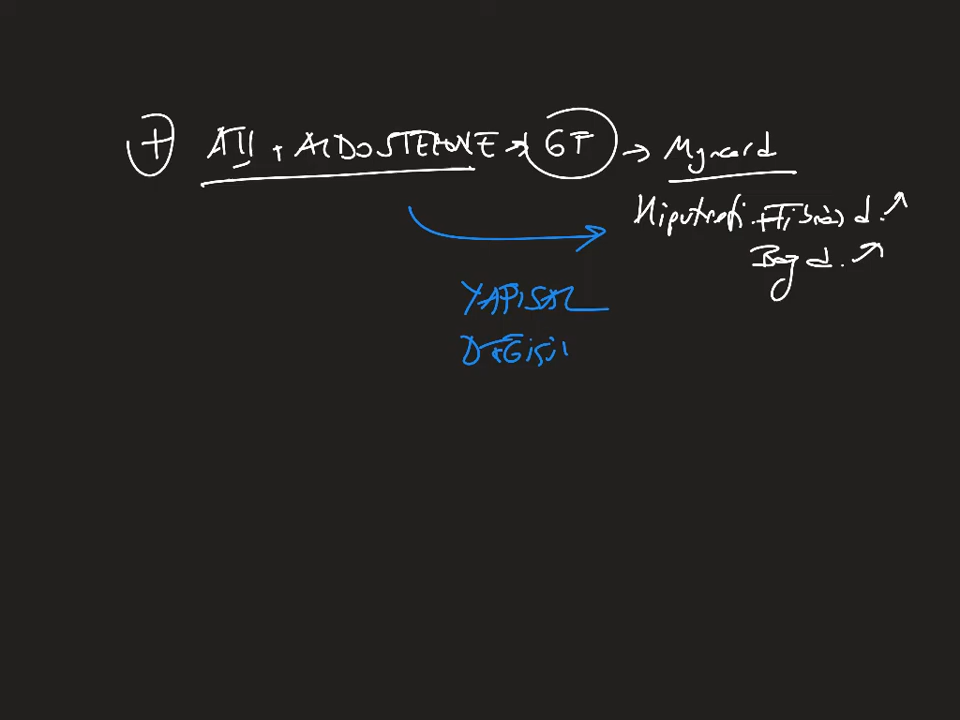 + AII + ALDOSTERONE → GF → Myocard
Hipertrofi + Fibröz d. ↗
Bağ d. ↗
YAPISAL
DEĞİŞİ